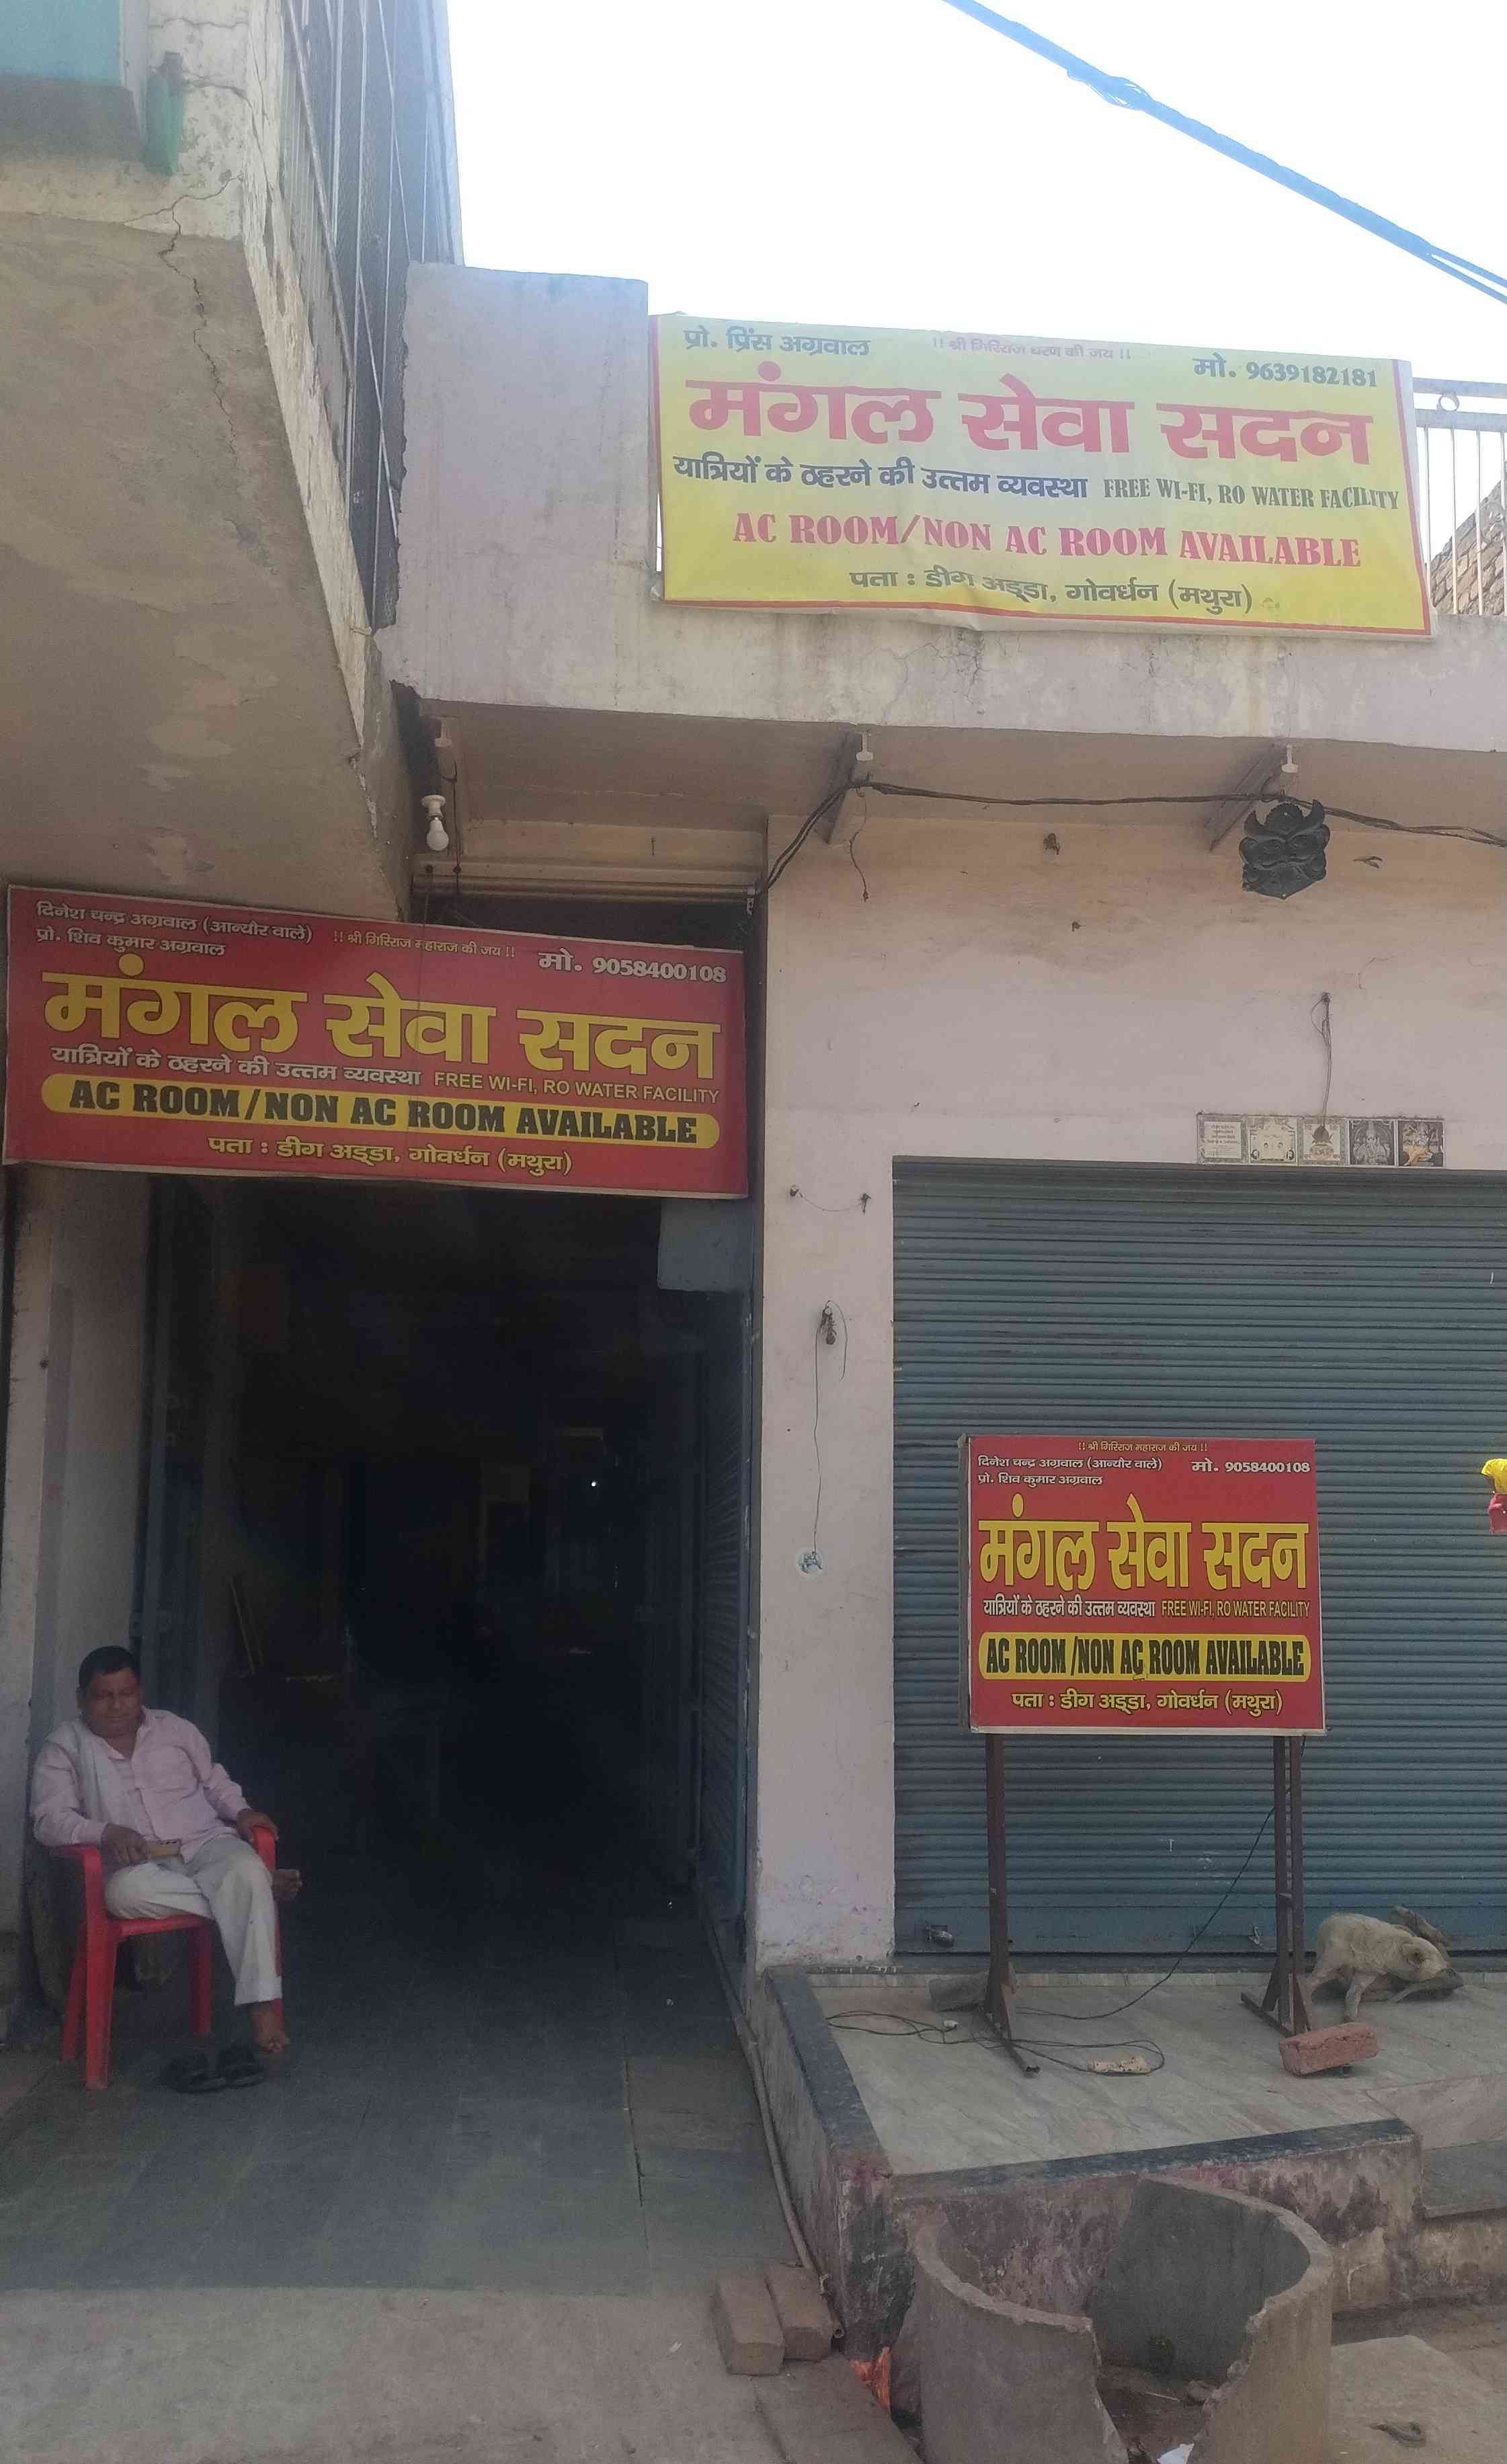 प्रो. प्रिंस अग्रवाल !! श्री गिरिराज चरण की जय !! मो. 9639182181
मंगल सेवा सदन
यात्रियों के ठहरने की उत्तम व्यवस्था FREE WI-FI, RO WATER FACILITY
AC ROOM/NON AC ROOM AVAILABLE
पता : डीग अड्डा, गोवर्धन (मथुरा)
दिनेश चन्द्र अग्रवाल (आन्यौर वाले) !! श्री गिरिराज महाराज की जय !! मो. 9058400108
प्रो. शिव कुमार अग्रवाल
मंगल सेवा सदन
यात्रियों के ठहरने की उत्तम व्यवस्था FREE WI-FI, RO WATER FACILITY
AC ROOM/NON AC ROOM AVAILABLE
पता : डीग अड्डा, गोवर्धन (मथुरा)
!! श्री गिरिराज महाराज की जय !!
दिनेश चन्द्र अग्रवाल (आन्यौर वाले) मो. 9058400108
प्रो. शिव कुमार अग्रवाल
मंगल सेवा सदन
यात्रियों के ठहरने की उत्तम व्यवस्था FREE WI-FI, RO WATER FACILITY
AC ROOM/NON AC ROOM AVAILABLE
पता : डीग अड्डा, गोवर्धन (मथुरा)